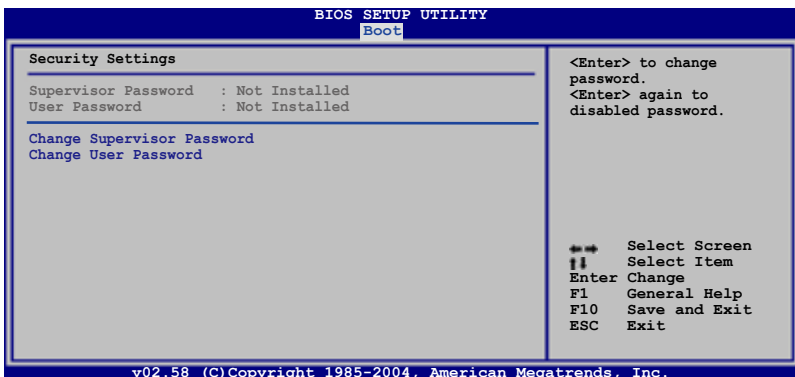 BIOS SETUP UTILITY
Boot
Security Settings
Supervisor Password : Not Installed
User Password : Not Installed
Change Supervisor Password
Change User Password
<Enter> to change
password.
<Enter> again to
disabled password.
Select Screen
Select Item
Enter Change
F1 General Help
F10 Save and Exit
ESC Exit
v02.58 (C)Copyright 1985-2004, American Megatrends, Inc.